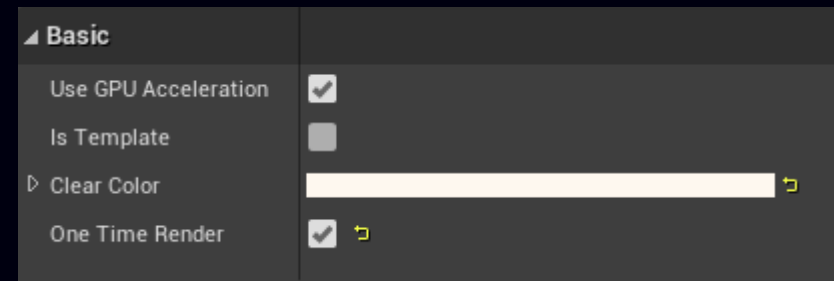 Basic
Use GPU Acceleration
Is Template
Clear Color
One Time Render